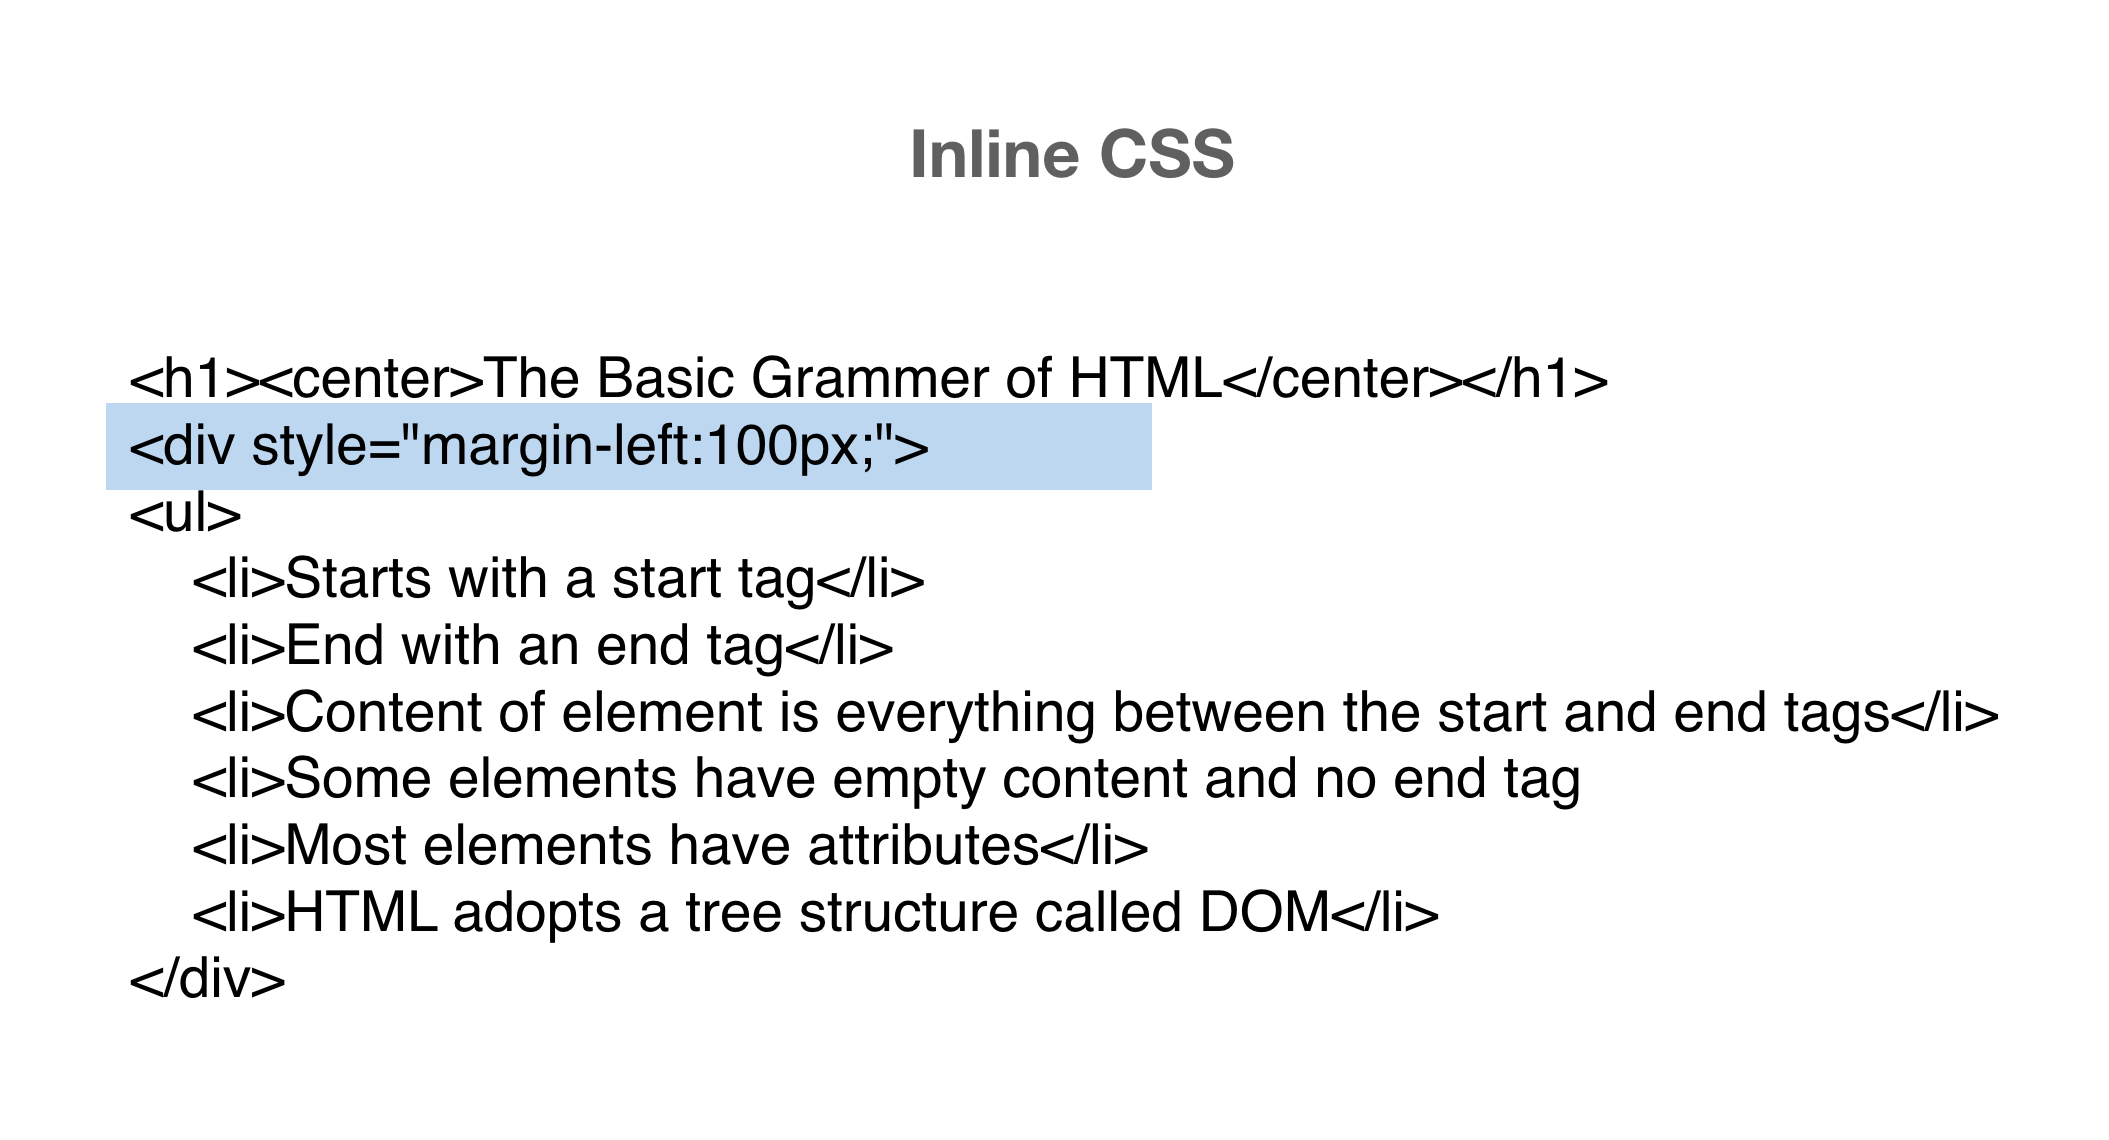 Inline CSS
<h1><center>The Basic Grammer of HTML</center></h1>
<div style="margin-left:100px;">
<ul>
<li>Starts with a start tag</li>
<li>End with an end tag</li>
<li>Content of element is everything between the start and end tags</li>
<li>Some elements have empty content and no end tag
<li>Most elements have attributes</li>
<li>HTML adopts a tree structure called DOM</li>
</div>